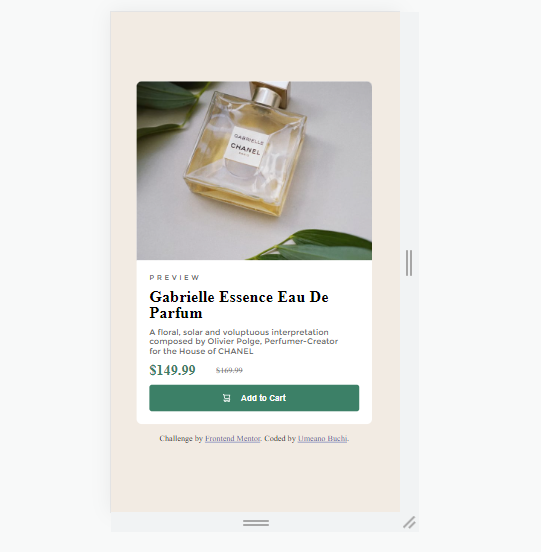 GABRIELLE
CHANEL
PARIS
PREVIEW
Gabrielle Essence Eau De
Parfum
A floral, solar and voluptuous interpretation
composed by Olivier Polge, Perfumer-Creator
for the House of CHANEL
$149.99 $169.99
Add to Cart
Challenge by Frontend Mentor. Coded by Umeano Buchi.